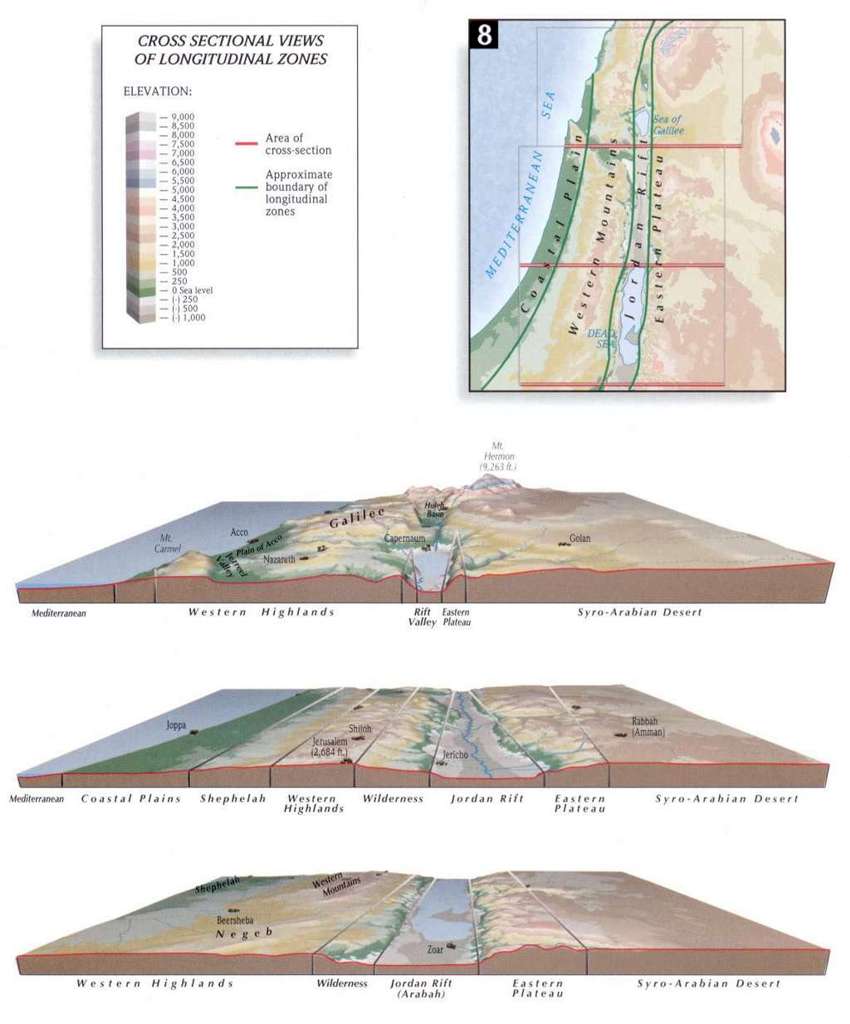 CROSS SECTIONAL VIEWS
OF LONGITUDINAL ZONES
ELEVATION:
9,000
8,500
8,000
7,500
7,000
6,500
6,000
5,500
5,000
4,500
4,000
3,500
3,000
2,500
2,000
1,500
1,000
500
250
0 Sea level
(-) 250
(-) 500
(-) 1,000
Area of
cross-section
Approximate
boundary of
longitudinal
zones
8
MEDITERRANEAN SEA
Sea of
Galilee
Coastal Plain
Western Mountains
Jordan Rift
Eastern Plateau
DEAD
SEA
Mt.
Hermon
(9,263 ft.)
Huleh
Basin
Galilee
Acco
Plain of Acco
Mt.
Carmel
Jezreel
Valley
Nazareth
Capernaum
Golan
Mediterranean
Western Highlands
Rift
Valley
Eastern
Plateau
Syro-Arabian Desert
Joppa
Shiloh
Jerusalem
(2,684 ft.)
Jericho
Rabbah
(Amman)
Mediterranean
Coastal Plains
Shephelah
Western
Highlands
Wilderness
Jordan Rift
Eastern
Plateau
Syro-Arabian Desert
Shephelah
Western
Mountains
Beersheba
Negeb
Zoar
Western Highlands
Wilderness
Jordan Rift
(Arabah)
Eastern
Plateau
Syro-Arabian Desert